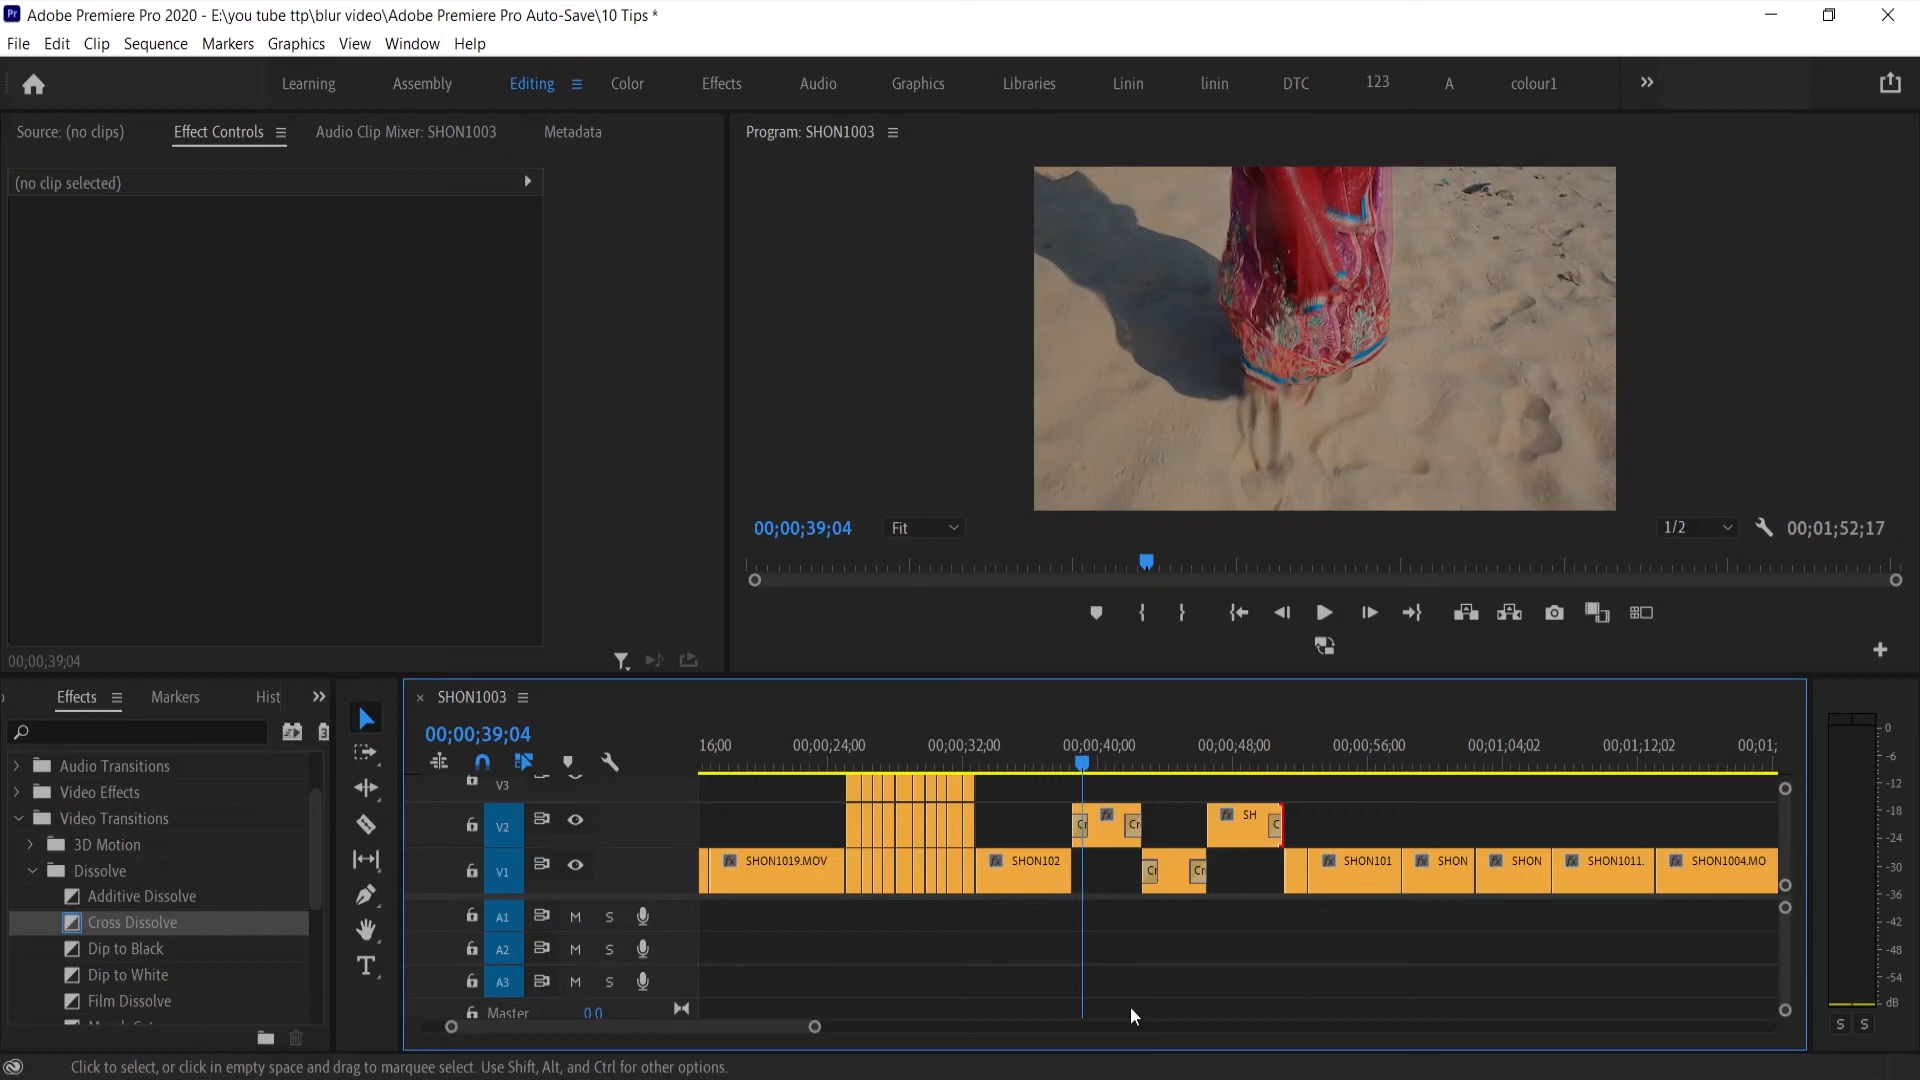 Adobe Premiere Pro 2020 - E:\you tube ttp\blur video\Adobe Premiere Pro Auto-Save\10 Tips *
File Edit Clip Sequence Markers Graphics View Window Help
Learning Assembly Editing Color Effects Audio Graphics Libraries Linin linin DTC 123 A colour1
Source: (no clips) Effect Controls Audio Clip Mixer: SHON1003 Metadata
Program: SHON1003
(no clip selected)
00;00;39;04 Fit 1/2 00;01;52;17
00;00;39;04
Effects Markers Hist
SHON1003
00;00;39;04
16;00 00;00;24;00 00;00;32;00 00;00;40;00 00;00;48;00 00;00;56;00 00;01;04;02 00;01;12;02 00;01;
Audio Transitions
Video Effects
Video Transitions
3D Motion
Dissolve
Additive Dissolve
Cross Dissolve
Dip to Black
Dip to White
Film Dissolve
V3
V2 Cr Cr SH C
V1 SHON1019.MOV SHON102 Cr Cr SHON101 SHON SHON SHON1011. SHON1004.MO
A1 M S
A2 M S
A3 M S
Master 0.0
0
-6
-12
-18
-24
-30
-36
-42
-48
-54
dB
S S
Click to select, or click in empty space and drag to marquee select. Use Shift, Alt, and Ctrl for other options.